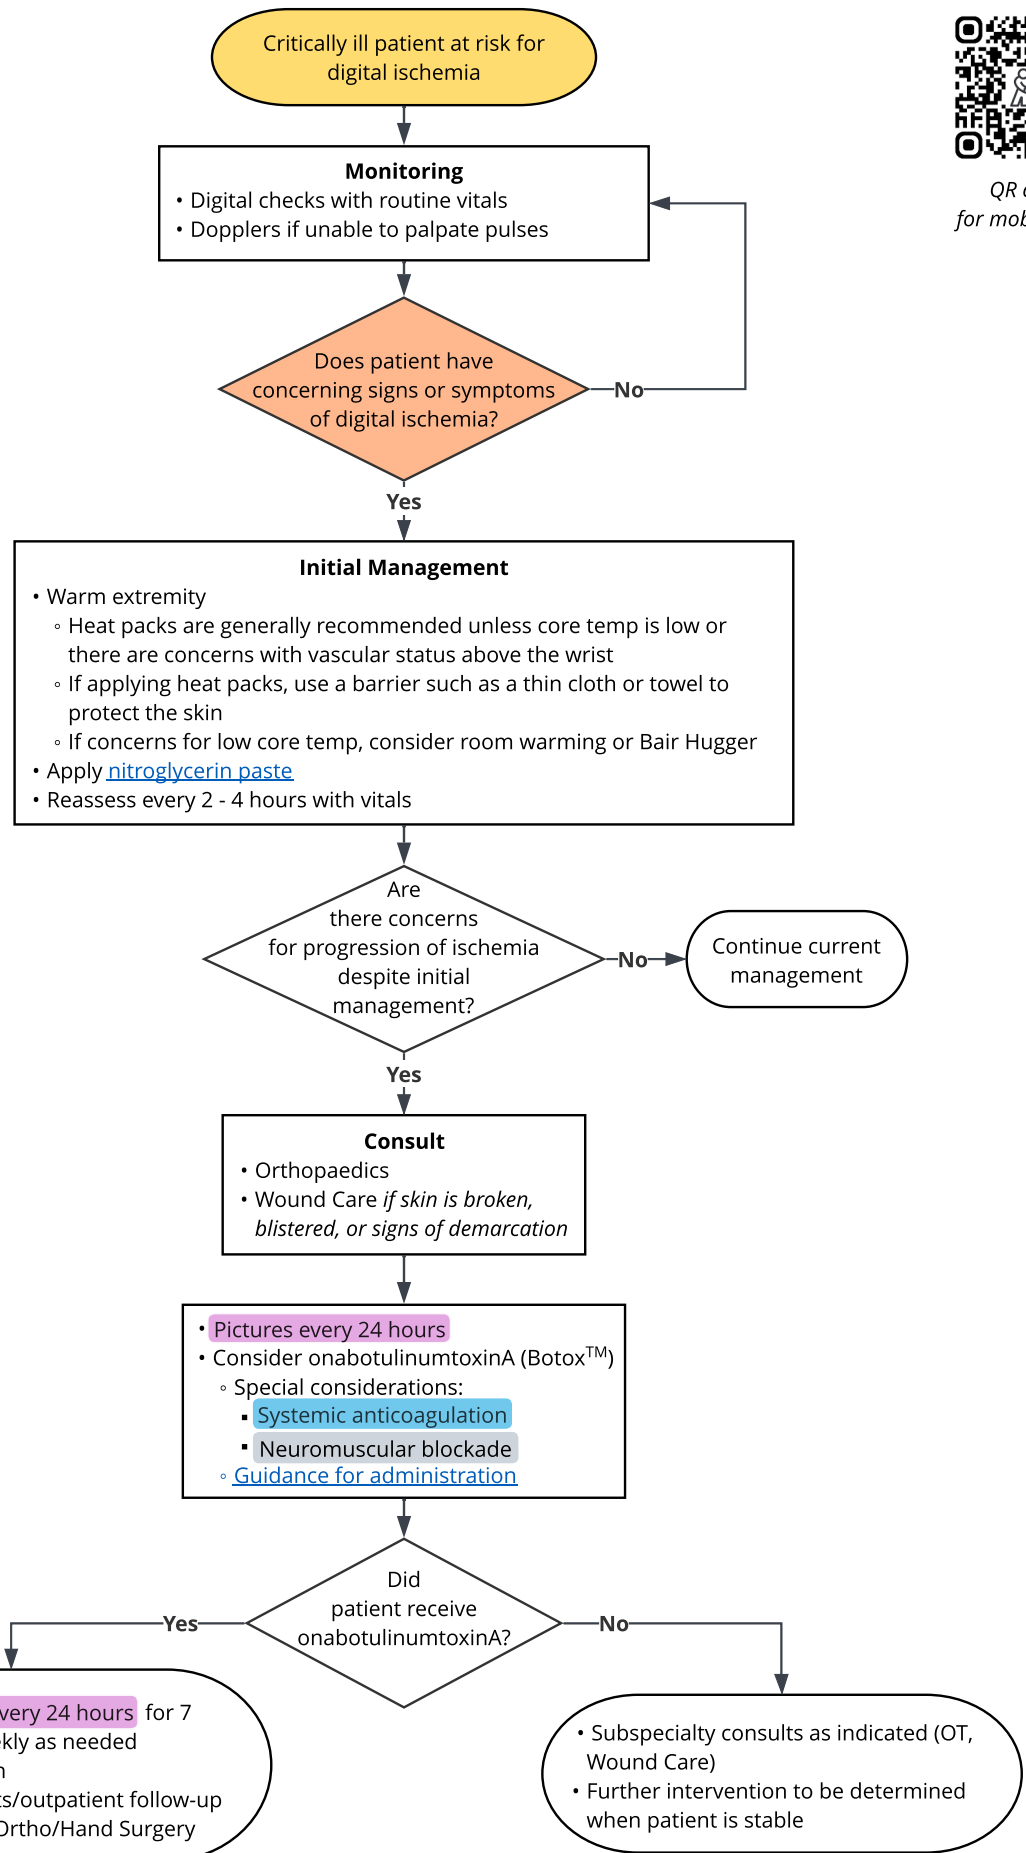 Critically ill patient at risk for
digital ischemia
QR
for
Monitoring
• Digital checks with routine vitals
• Dopplers if unable to palpate pulses
Does patient have
concerning signs or symptoms
of digital ischemia?
No
Yes
Initial Management
• Warm extremity
◦ Heat packs are generally recommended unless core temp is low or
there are concerns with vascular status above the wrist
◦ If applying heat packs, use a barrier such as a thin cloth or towel to
protect the skin
◦ If concerns for low core temp, consider room warming or Bair Hugger
• Apply nitroglycerin paste
• Reassess every 2 - 4 hours with vitals
Are
there concerns
for progression of ischemia
despite initial
management?
No
Continue current
management
Yes
Consult
• Orthopaedics
• Wound Care if skin is broken,
blistered, or signs of demarcation
• Pictures every 24 hours
• Consider onabotulinumtoxinA (Botox™)
◦ Special considerations:
▪ Systemic anticoagulation
▪ Neuromuscular blockade
◦ Guidance for administration
Did
patient receive
onabotulinumtoxinA?
Yes
No
24 hours for 7
as needed
outpatient follow-up
Ortho/Hand Surgery
• Subspecialty consults as indicated (OT,
Wound Care)
• Further intervention to be determined
when patient is stable